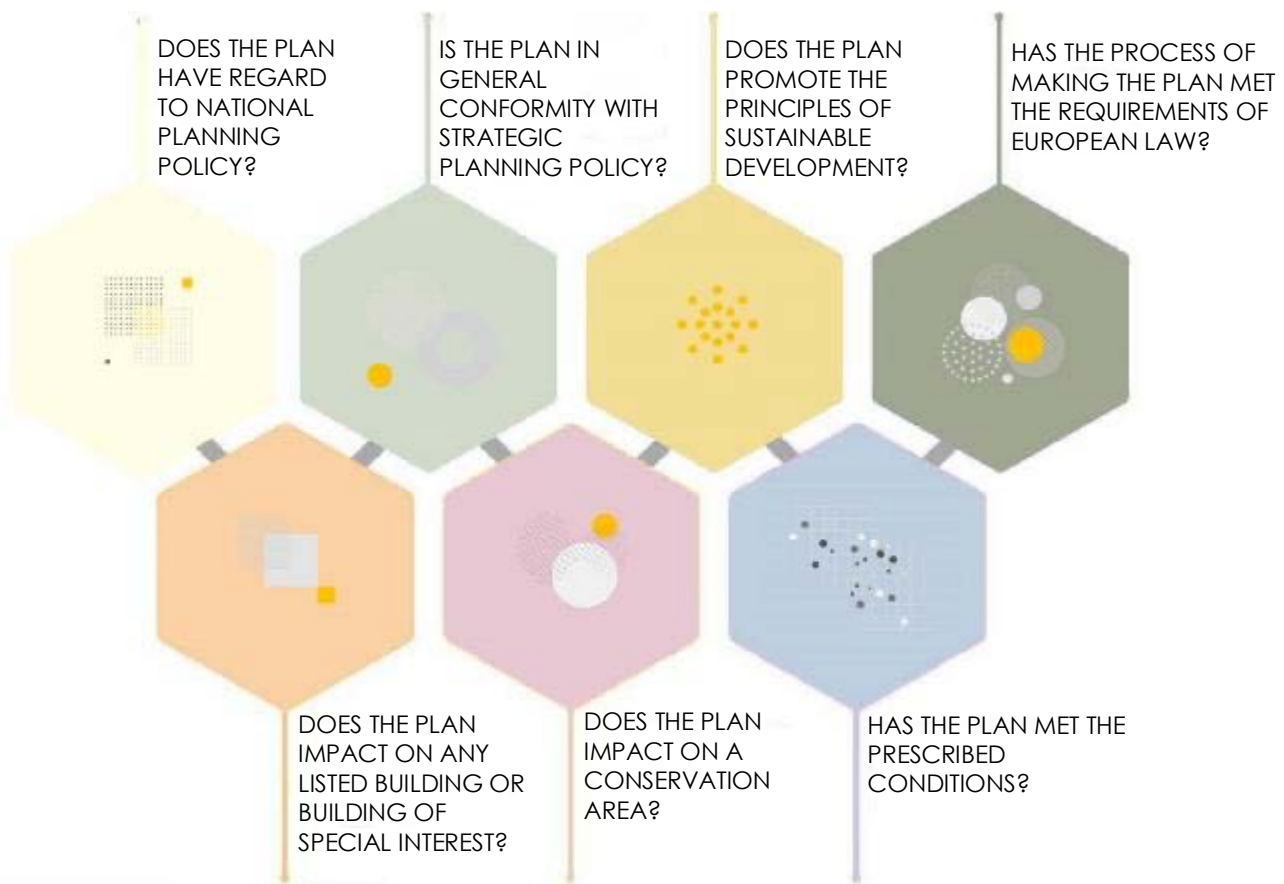 DOES THE PLAN
HAVE REGARD
TO NATIONAL
PLANNING
POLICY?
IS THE PLAN IN
GENERAL
CONFORMITY WITH
STRATEGIC
PLANNING POLICY?
DOES THE PLAN
PROMOTE THE
PRINCIPLES OF
SUSTAINABLE
DEVELOPMENT?
HAS THE PROCESS OF
MAKING THE PLAN MET
THE REQUIREMENTS OF
EUROPEAN LAW?
DOES THE PLAN
IMPACT ON ANY
LISTED BUILDING OR
BUILDING OF
SPECIAL INTEREST?
DOES THE PLAN
IMPACT ON A
CONSERVATION
AREA?
HAS THE PLAN MET THE
PRESCRIBED
CONDITIONS?